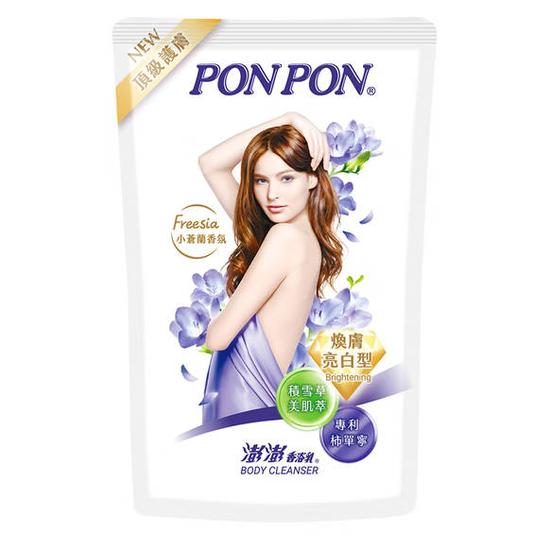 NEW
頂級護膚
PON PON®
Freesia
小蒼蘭香氛
煥膚
亮白型
Brightening
積雪草
美肌萃
專利
柿單寧
澎澎香浴乳®
BODY CLEANSER